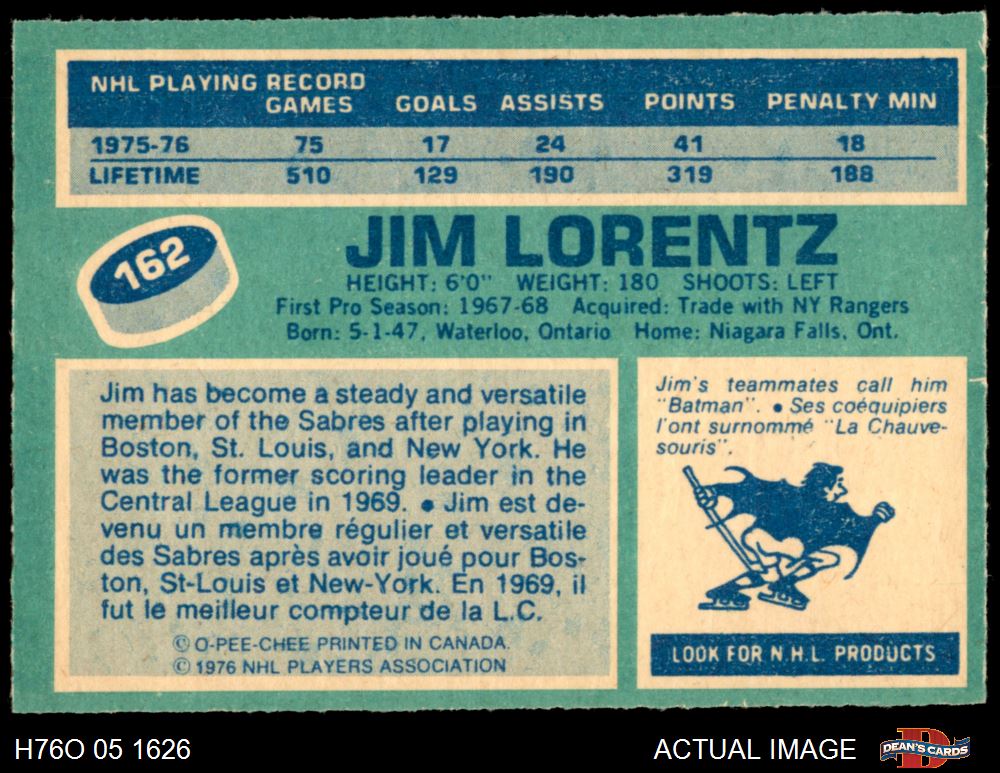 NHL PLAYING RECORD
GAMES GOALS ASSISTS POINTS PENALTY MIN
1975-76 75 17 24 41 18
LIFETIME 510 129 190 319 188
162
JIM LORENTZ
HEIGHT: 6'0" WEIGHT: 180 SHOOTS: LEFT
First Pro Season: 1967-68 Acquired: Trade with NY Rangers
Born: 5-1-47, Waterloo, Ontario Home: Niagara Falls, Ont.
Jim has become a steady and versatile
member of the Sabres after playing in
Boston, St. Louis, and New York. He
was the former scoring leader in the
Central League in 1969. • Jim est de-
venu un membre régulier et versatile
des Sabres après avoir joué pour Bos-
ton, St-Louis et New-York. En 1969, il
fut le meilleur compteur de la L.C.
© O-PEE-CHEE PRINTED IN CANADA.
© 1976 NHL PLAYERS ASSOCIATION
Jim's teammates call him
"Batman". • Ses coéquipiers
l'ont surnommé "La Chauve-
souris".
LOOK FOR N.H.L. PRODUCTS
H76O 05 1626
ACTUAL IMAGE
DEAN'S CARDS